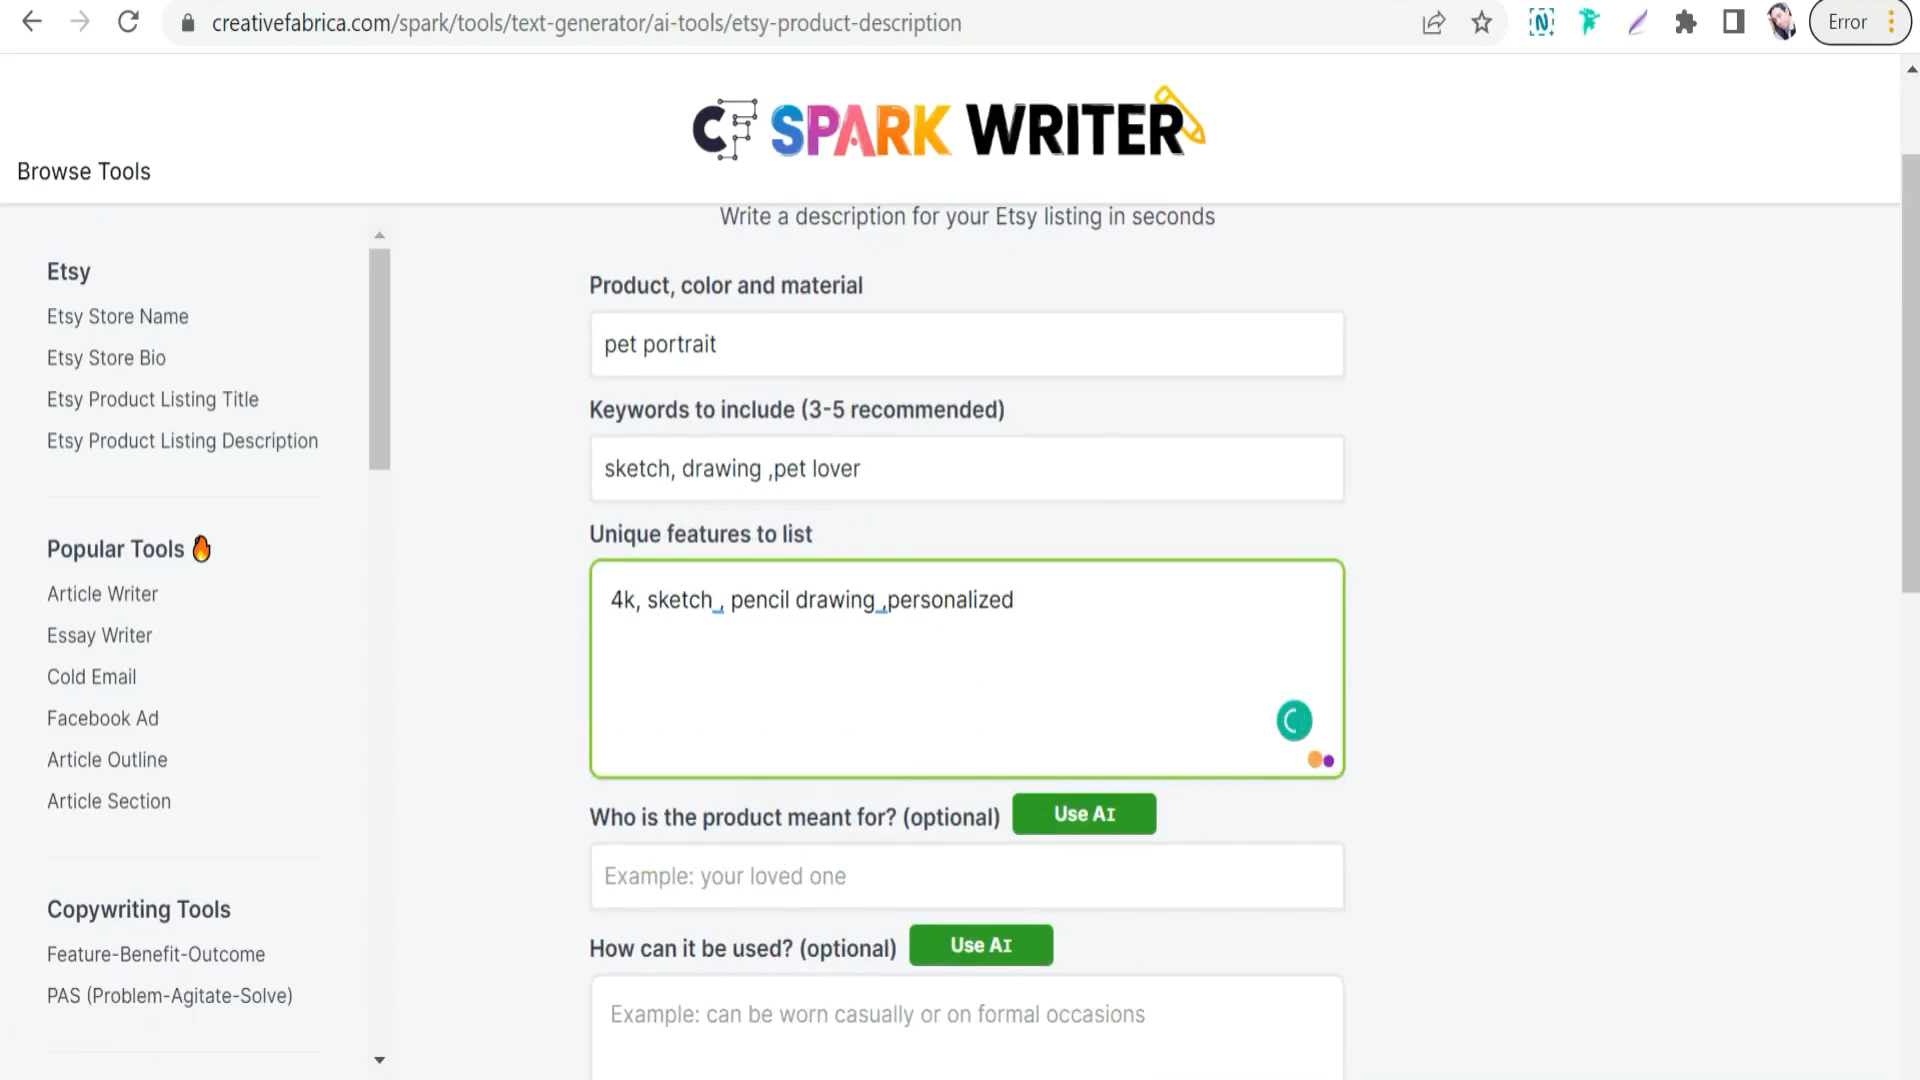 creativefabrica.com/spark/tools/text-generator/ai-tools/etsy-product-description
Error
CF SPARK WRITER
Browse Tools
Write a description for your Etsy listing in seconds
Etsy
Etsy Store Name
Etsy Store Bio
Etsy Product Listing Title
Etsy Product Listing Description
Popular Tools 🔥
Article Writer
Essay Writer
Cold Email
Facebook Ad
Article Outline
Article Section
Copywriting Tools
Feature-Benefit-Outcome
PAS (Problem-Agitate-Solve)
Product, color and material
pet portrait
Keywords to include (3-5 recommended)
sketch, drawing ,pet lover
Unique features to list
4k, sketch , pencil drawing ,personalized
Who is the product meant for? (optional) Use AI
Example: your loved one
How can it be used? (optional) Use AI
Example: can be worn casually or on formal occasions